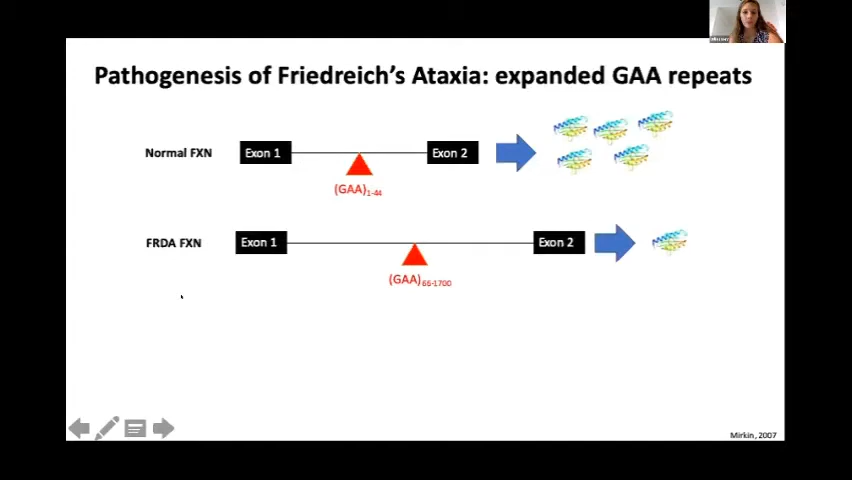 Pathogenesis of Friedreich's Ataxia: expanded GAA repeats
Normal FXN
Exon 1
Exon 2
(GAA)1-44
FRDA FXN
Exon 1
Exon 2
(GAA)66-1700
Mirkin, 2007